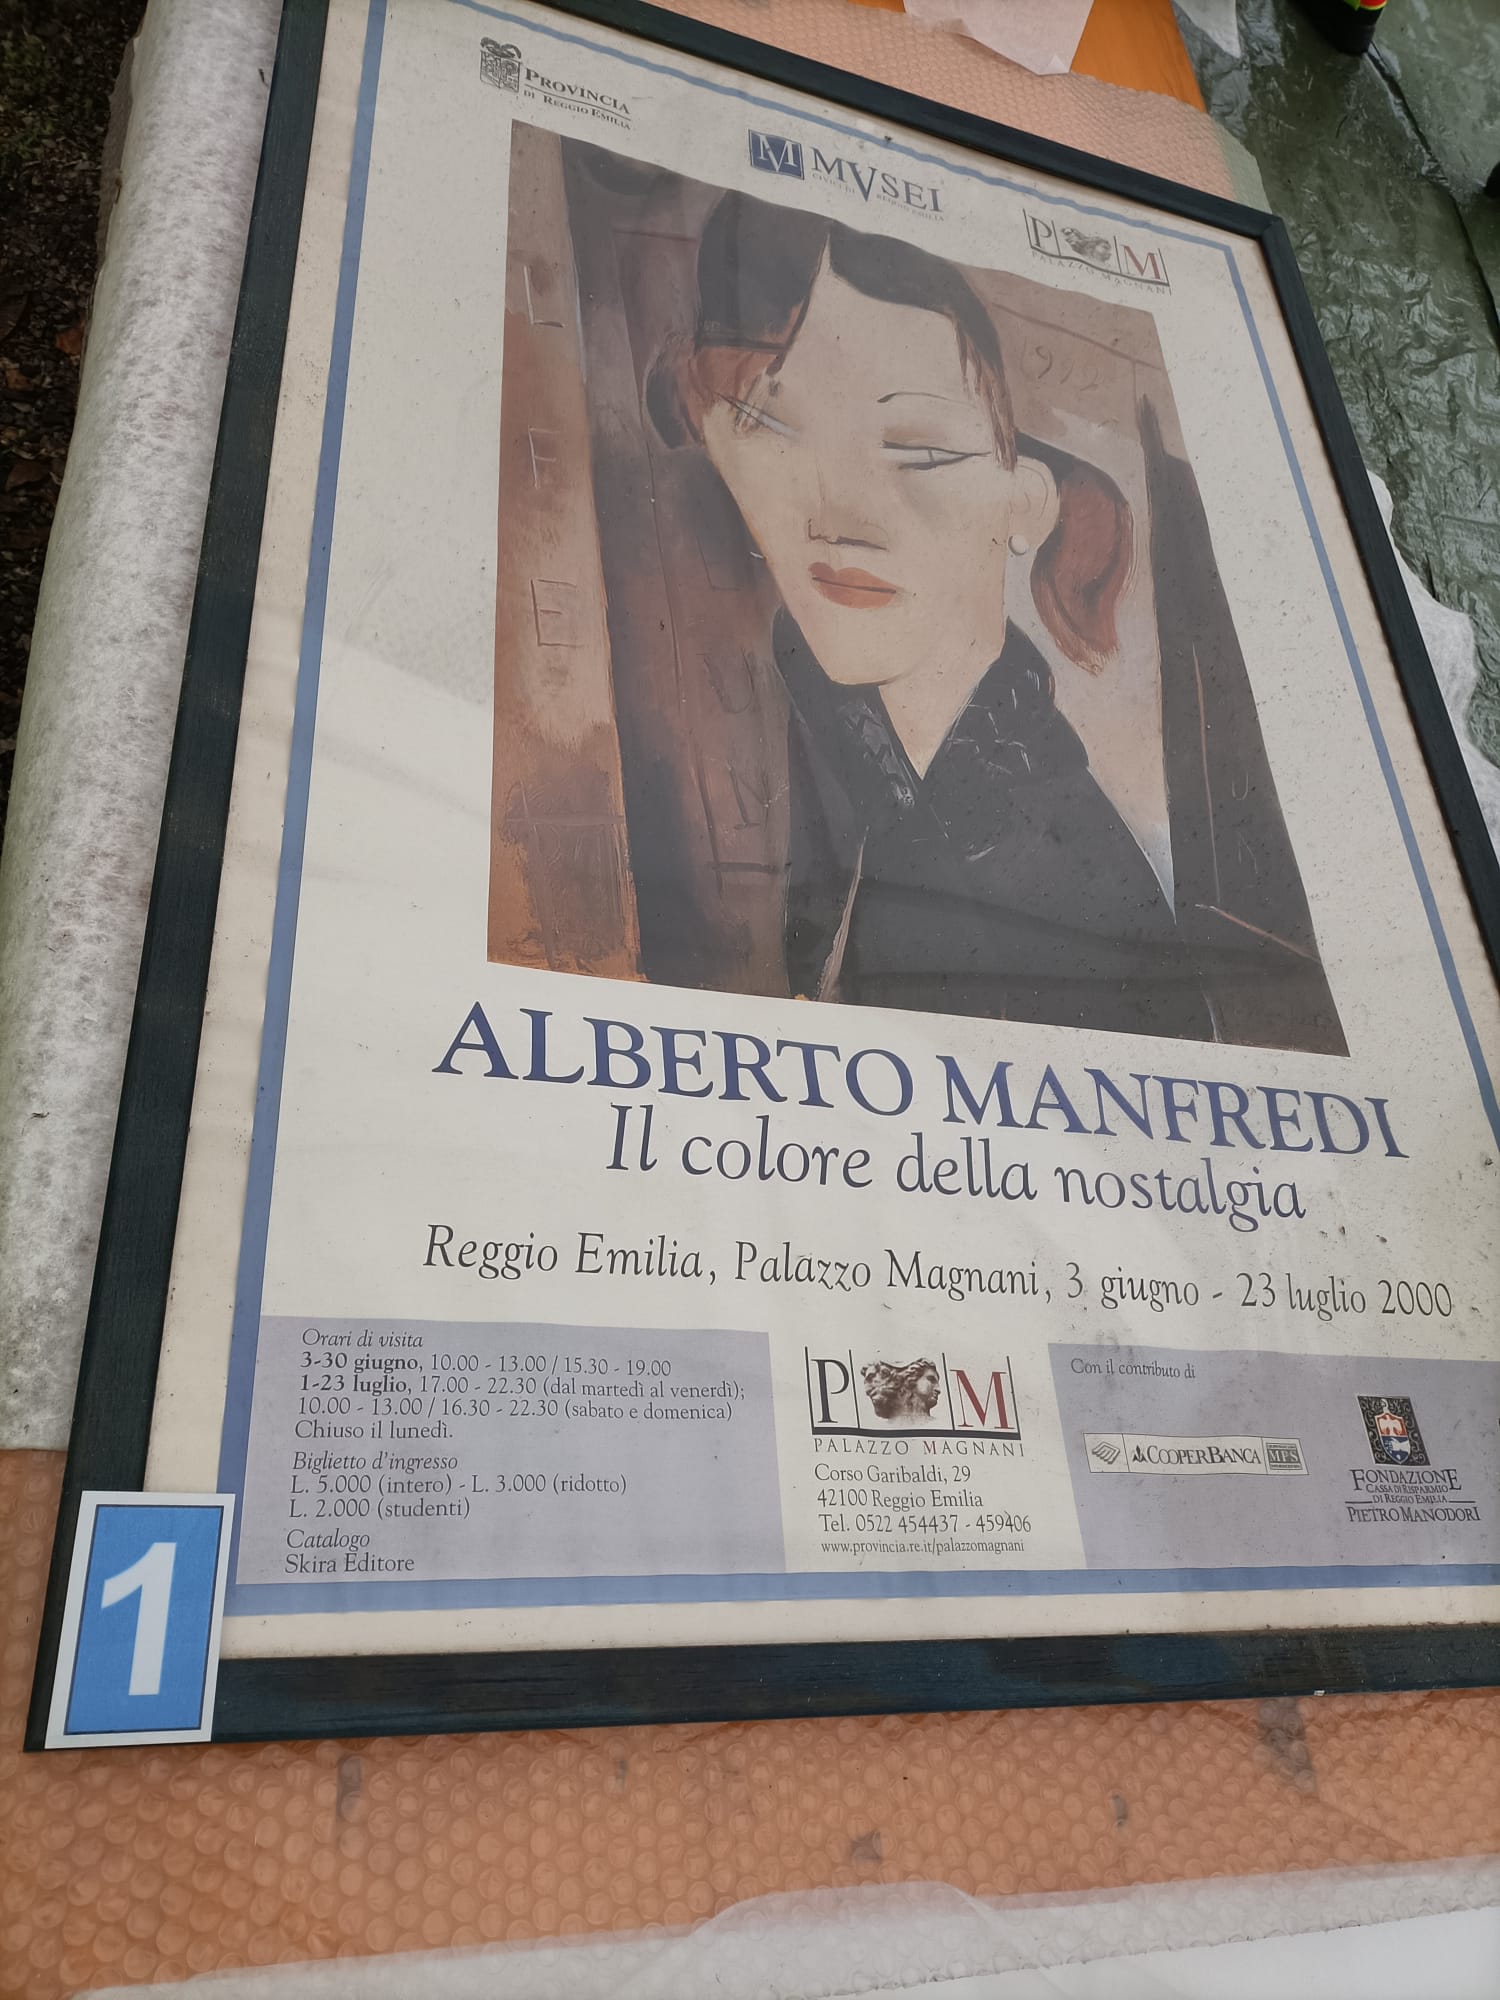 PROVINCIA
DI REGGIO EMILIA
M MVSEI
CIVICI DI REGGIO EMILIA
P M
PALAZZO MAGNANI
L
F
E
1912
U
N
ALBERTO MANFREDI
Il colore della nostalgia
Reggio Emilia, Palazzo Magnani, 3 giugno - 23 luglio 2000
Orari di visita
3-30 giugno, 10.00 - 13.00 / 15.30 - 19.00
1-23 luglio, 17.00 - 22.30 (dal martedì al venerdì);
10.00 - 13.00 / 16.30 - 22.30 (sabato e domenica)
Chiuso il lunedì.
Biglietto d'ingresso
L. 5.000 (intero) - L. 3.000 (ridotto)
L. 2.000 (studenti)
Catalogo
Skira Editore
P M
PALAZZO MAGNANI
Corso Garibaldi, 29
42100 Reggio Emilia
Tel. 0522 454437 - 459406
www.provincia.re.it/palazzomagnani
Con il contributo di
COOPERBANCA MPS
FONDAZIONE
CASSA DI RISPARMIO
DI REGGIO EMILIA
PIETRO MANODORI
1